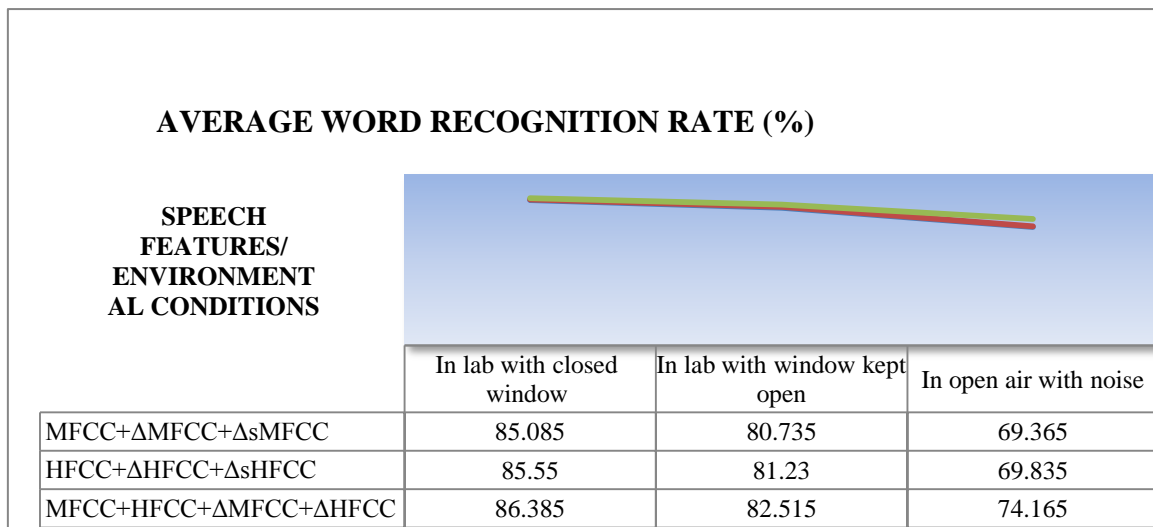 AVERAGE WORD RECOGNITION RATE (%)
SPEECH
FEATURES/
ENVIRONMENT
AL CONDITIONS
In lab with closed
window
In lab with window kept
open
In open air with noise
MFCC+ΔMFCC+ΔsMFCC 85.085 80.735 69.365
HFCC+ΔHFCC+ΔsHFCC 85.55 81.23 69.835
MFCC+HFCC+ΔMFCC+ΔHFCC 86.385 82.515 74.165